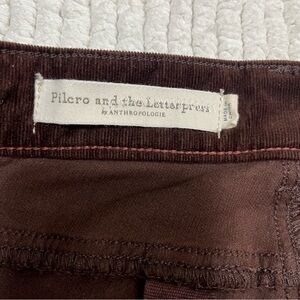 Pilcro and the Letterpress
by ANTHROPOLOGIE